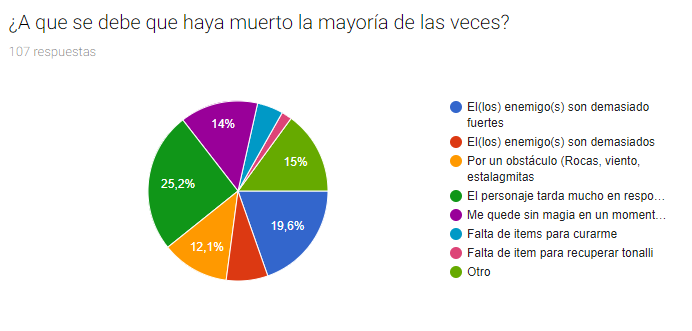 ¿A que se debe que haya muerto la mayoría de las veces?
107 respuestas
14%
15%
25,2%
19,6%
12,1%
El(los) enemigo(s) son demasiado
fuertes
El(los) enemigo(s) son demasiados
Por un obstáculo (Rocas, viento,
estalagmitas
El personaje tarda mucho en respo…
Me quede sin magia en un moment…
Falta de items para curarme
Falta de item para recuperar tonalli
Otro